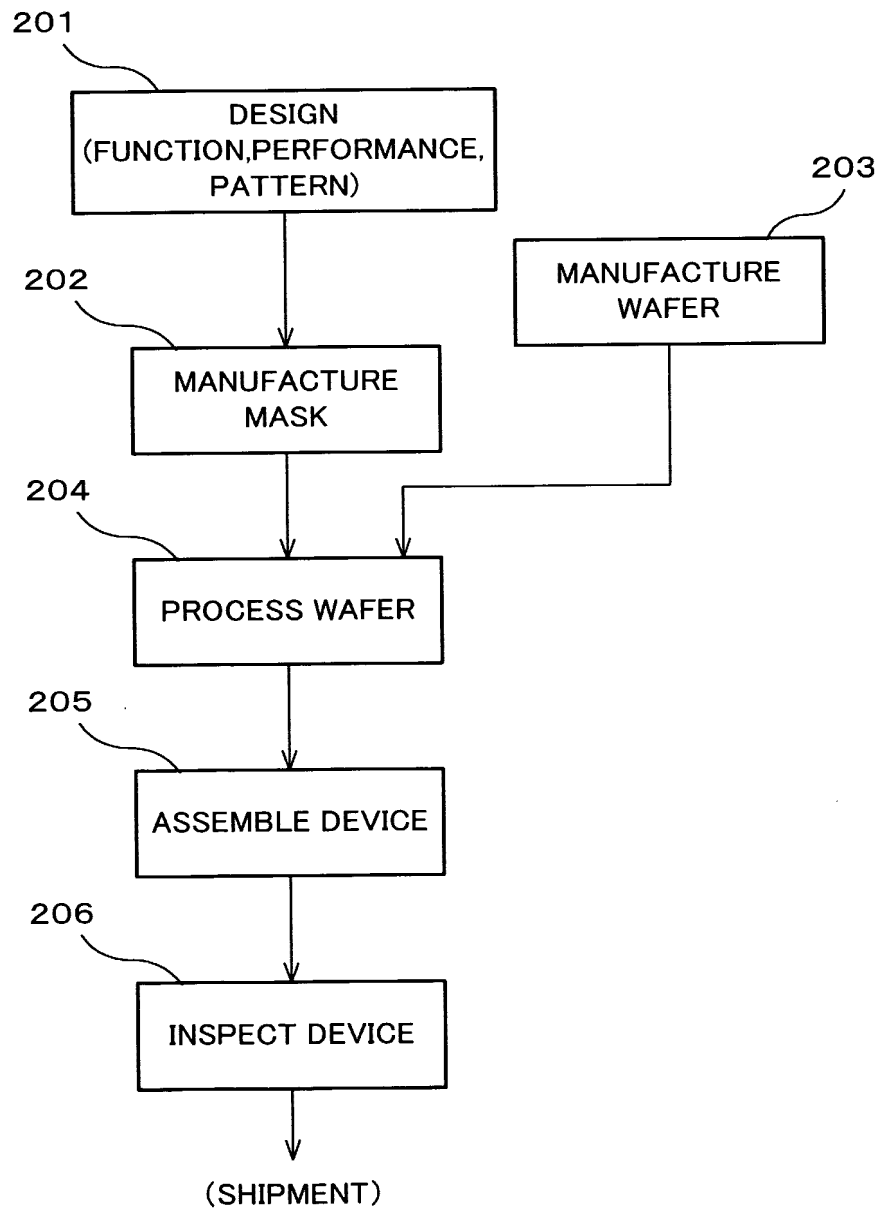 201
DESIGN
(FUNCTION,PERFORMANCE,
PATTERN)
203
MANUFACTURE
WAFER
202
MANUFACTURE
MASK
204
PROCESS WAFER
205
ASSEMBLE DEVICE
206
INSPECT DEVICE
(SHIPMENT)